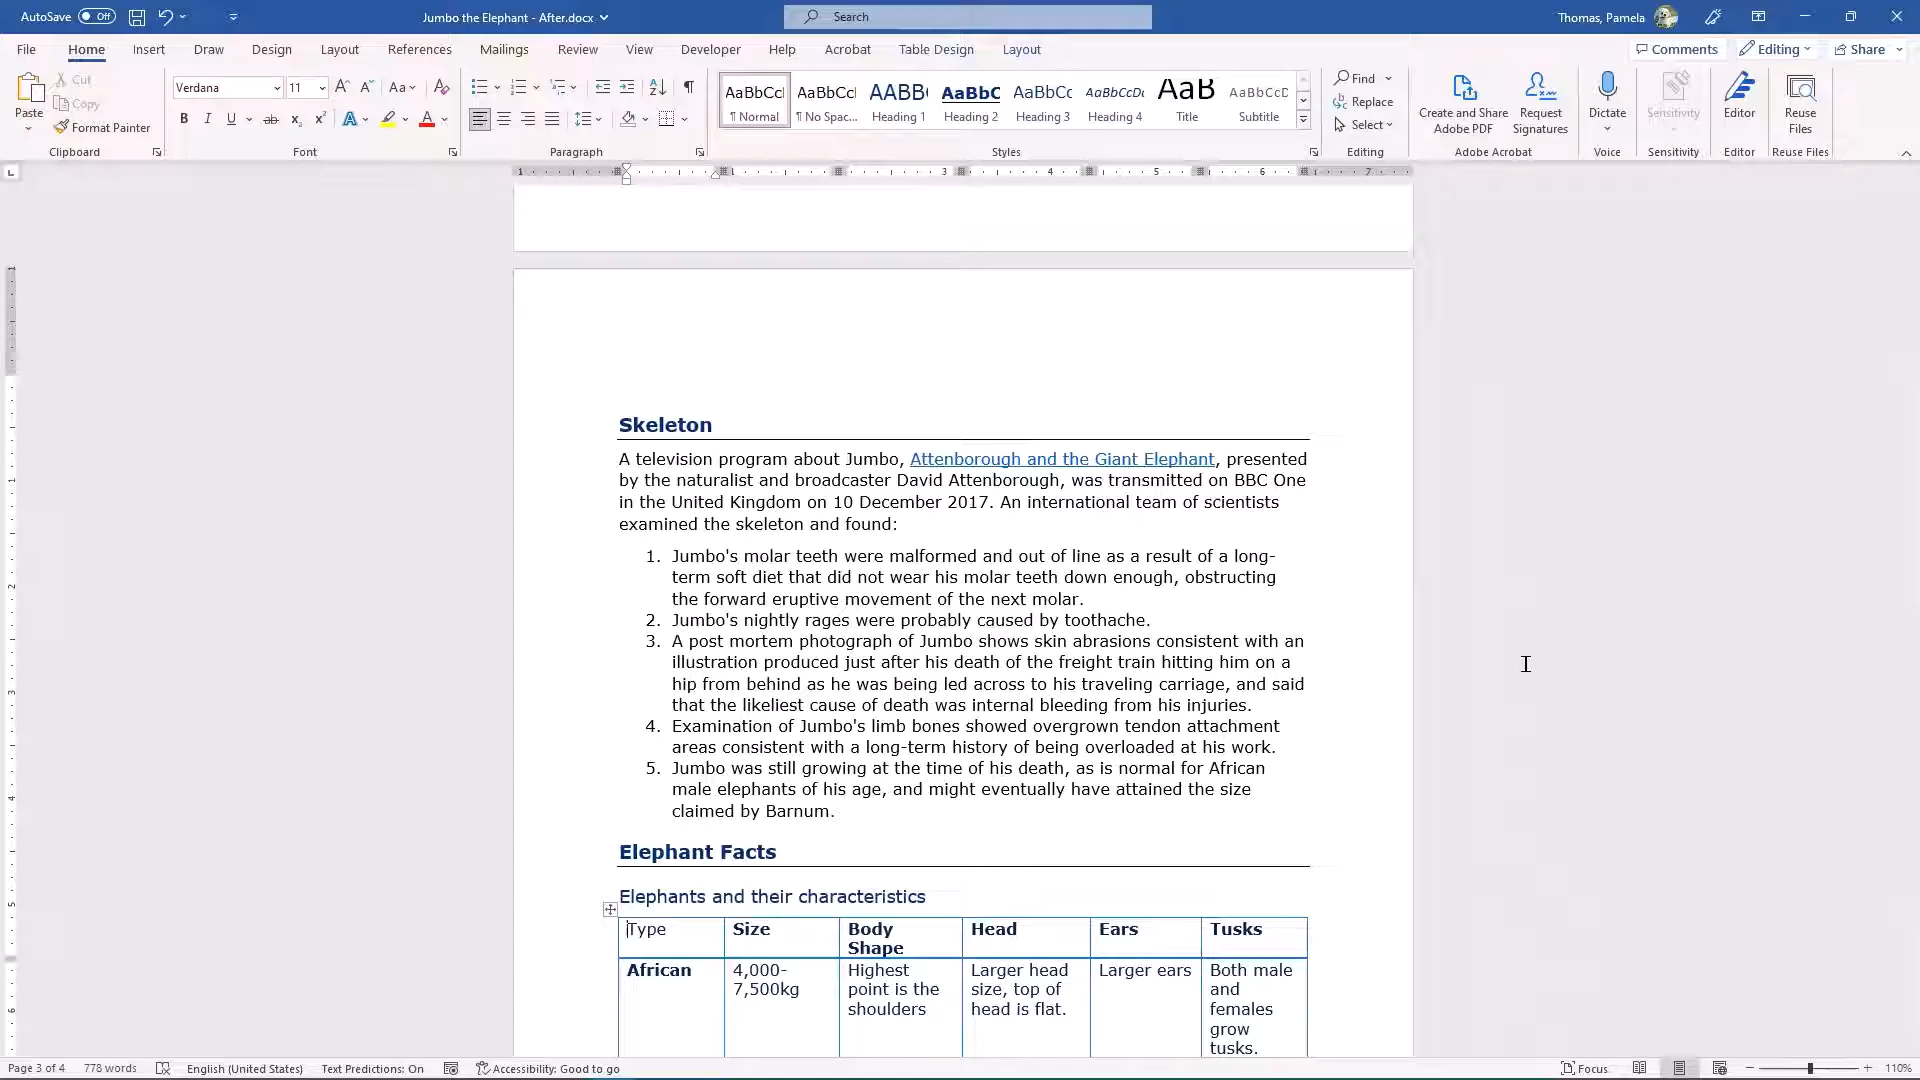 AutoSave Off Jumbo the Elephant - After.docx Search Thomas, Pamela
File Home Insert Draw Design Layout References Mailings Review View Developer Help Acrobat Table Design Layout Comments Editing Share
Cut
Copy
Format Painter
Paste
Clipboard
Verdana 11
Font
Paragraph
AaBbCcI AaBbCcI AABB( AaBbC AaBbCc AaBbCcDc AaB AaBbCcD
¶ Normal ¶ No Spac... Heading 1 Heading 2 Heading 3 Heading 4 Title Subtitle
Styles
Find
Replace
Select
Editing
Create and Share
Adobe PDF
Request
Signatures
Adobe Acrobat
Dictate
Voice
Sensitivity
Sensitivity
Editor
Editor
Reuse
Files
Reuse Files
1 1 3 4 5 6 7
Skeleton
A television program about Jumbo, Attenborough and the Giant Elephant, presented
by the naturalist and broadcaster David Attenborough, was transmitted on BBC One
in the United Kingdom on 10 December 2017. An international team of scientists
examined the skeleton and found:
1. Jumbo's molar teeth were malformed and out of line as a result of a long-
term soft diet that did not wear his molar teeth down enough, obstructing
the forward eruptive movement of the next molar.
2. Jumbo's nightly rages were probably caused by toothache.
3. A post mortem photograph of Jumbo shows skin abrasions consistent with an
illustration produced just after his death of the freight train hitting him on a
hip from behind as he was being led across to his traveling carriage, and said
that the likeliest cause of death was internal bleeding from his injuries.
4. Examination of Jumbo's limb bones showed overgrown tendon attachment
areas consistent with a long-term history of being overloaded at his work.
5. Jumbo was still growing at the time of his death, as is normal for African
male elephants of his age, and might eventually have attained the size
claimed by Barnum.
Elephant Facts
Elephants and their characteristics
Type Size Body Shape Head Ears Tusks
African 4,000-7,500kg Highest point is the shoulders Larger head size, top of head is flat. Larger ears Both male and females grow tusks.
Page 3 of 4 778 words English (United States) Text Predictions: On Accessibility: Good to go Focus 110%